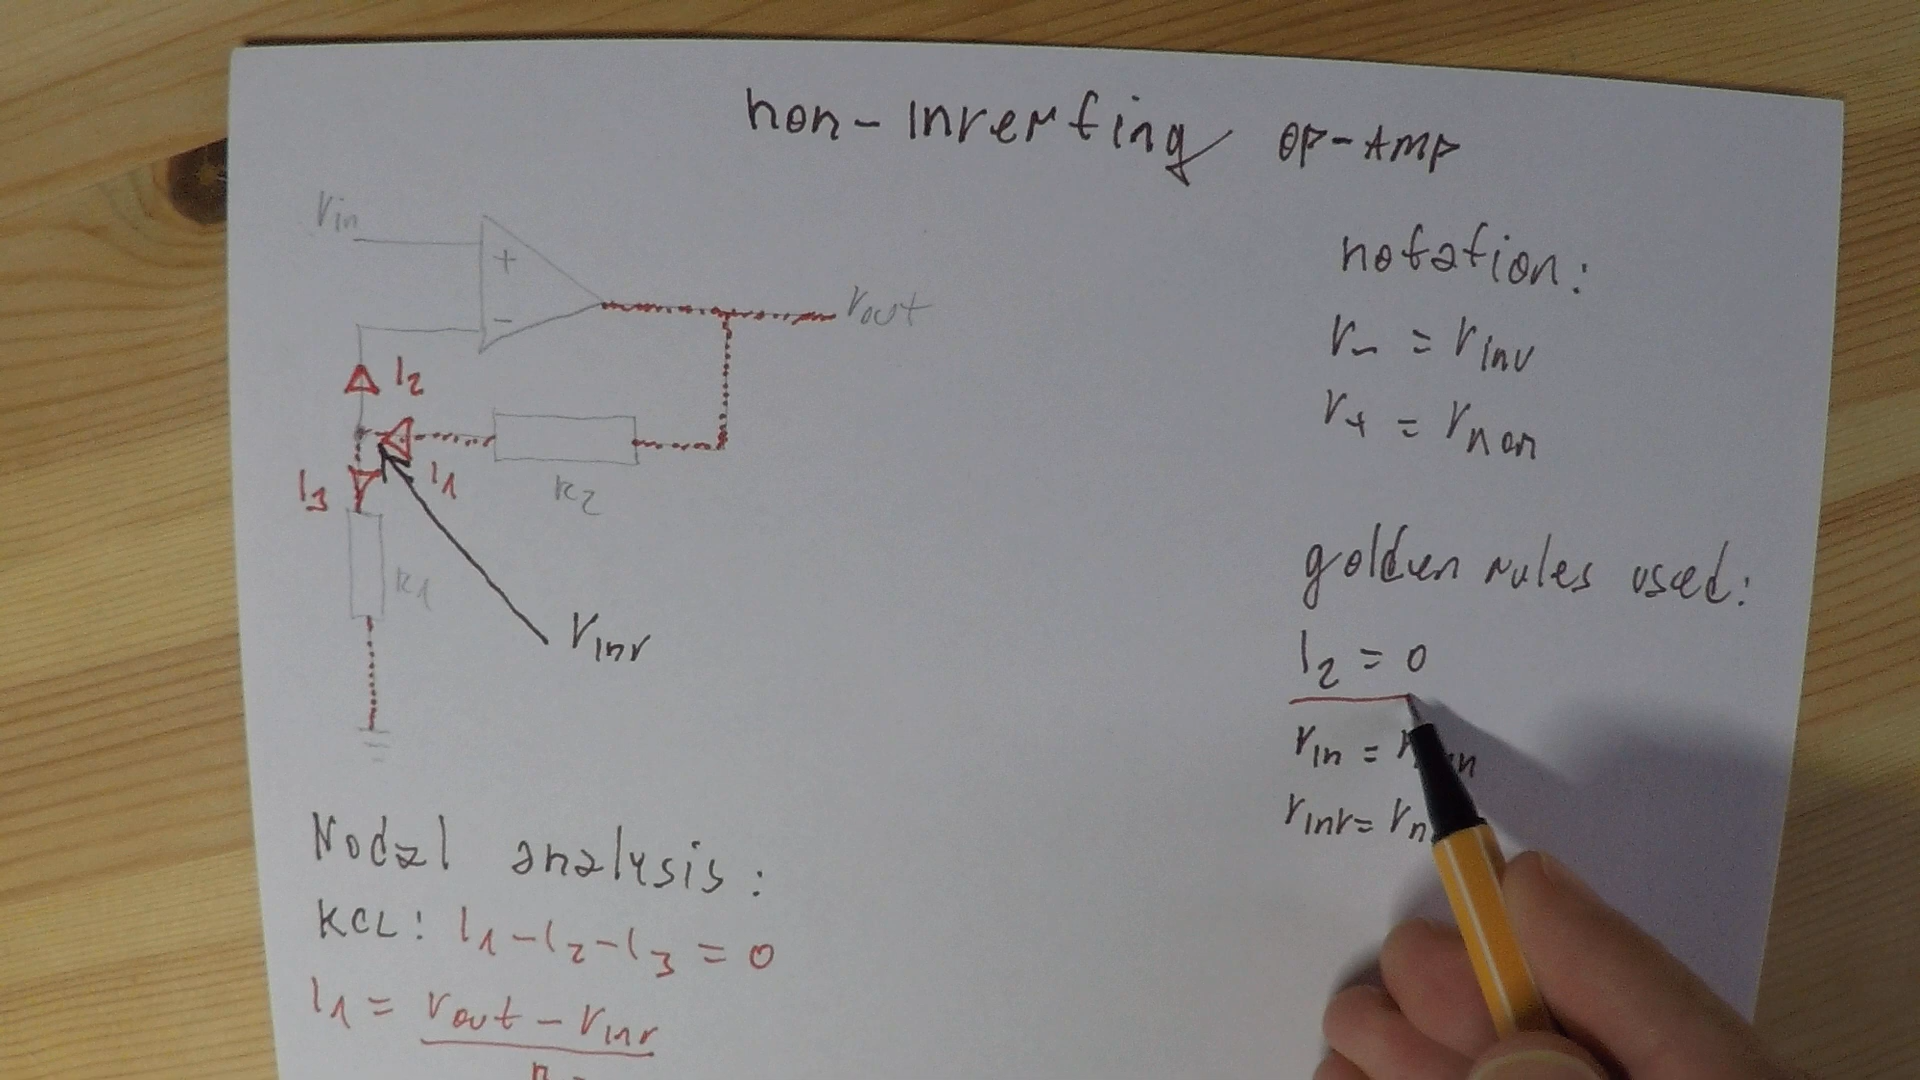 non-inverting OP-AMP
Vin
+
-
Vout
I2
I1
I3
R2
R1
Vinv
notation:
V- = Vinv
V+ = Vnon
golden rules used:
I2 = 0
Vin =
Vinv =
Nodal analysis:
KCL: I1 - I2 - I3 = 0
I1 = Vout - Vinv